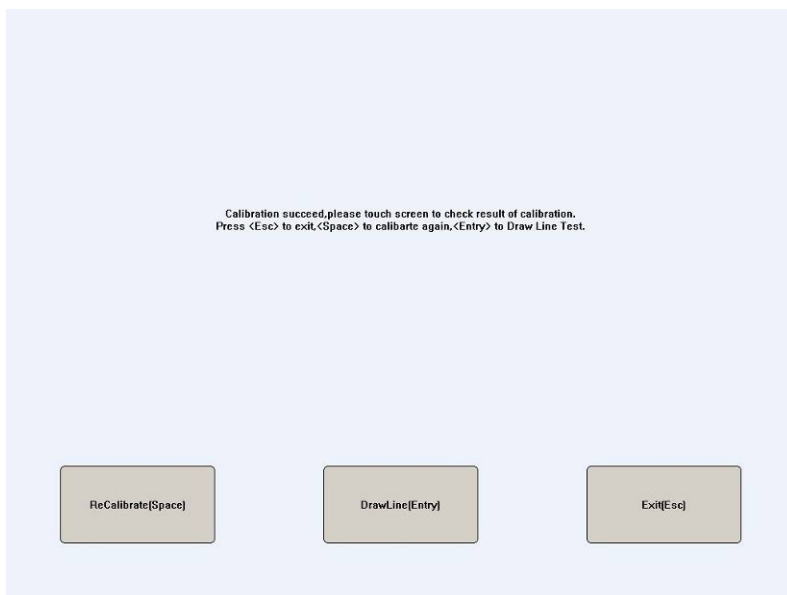 Calibration succeed,please touch screen to check result of calibration.
Press <Esc> to exit,<Space> to calibarte again,<Entry> to Draw Line Test.
ReCalibrate(Space)
DrawLine(Entry)
Exit(Esc)